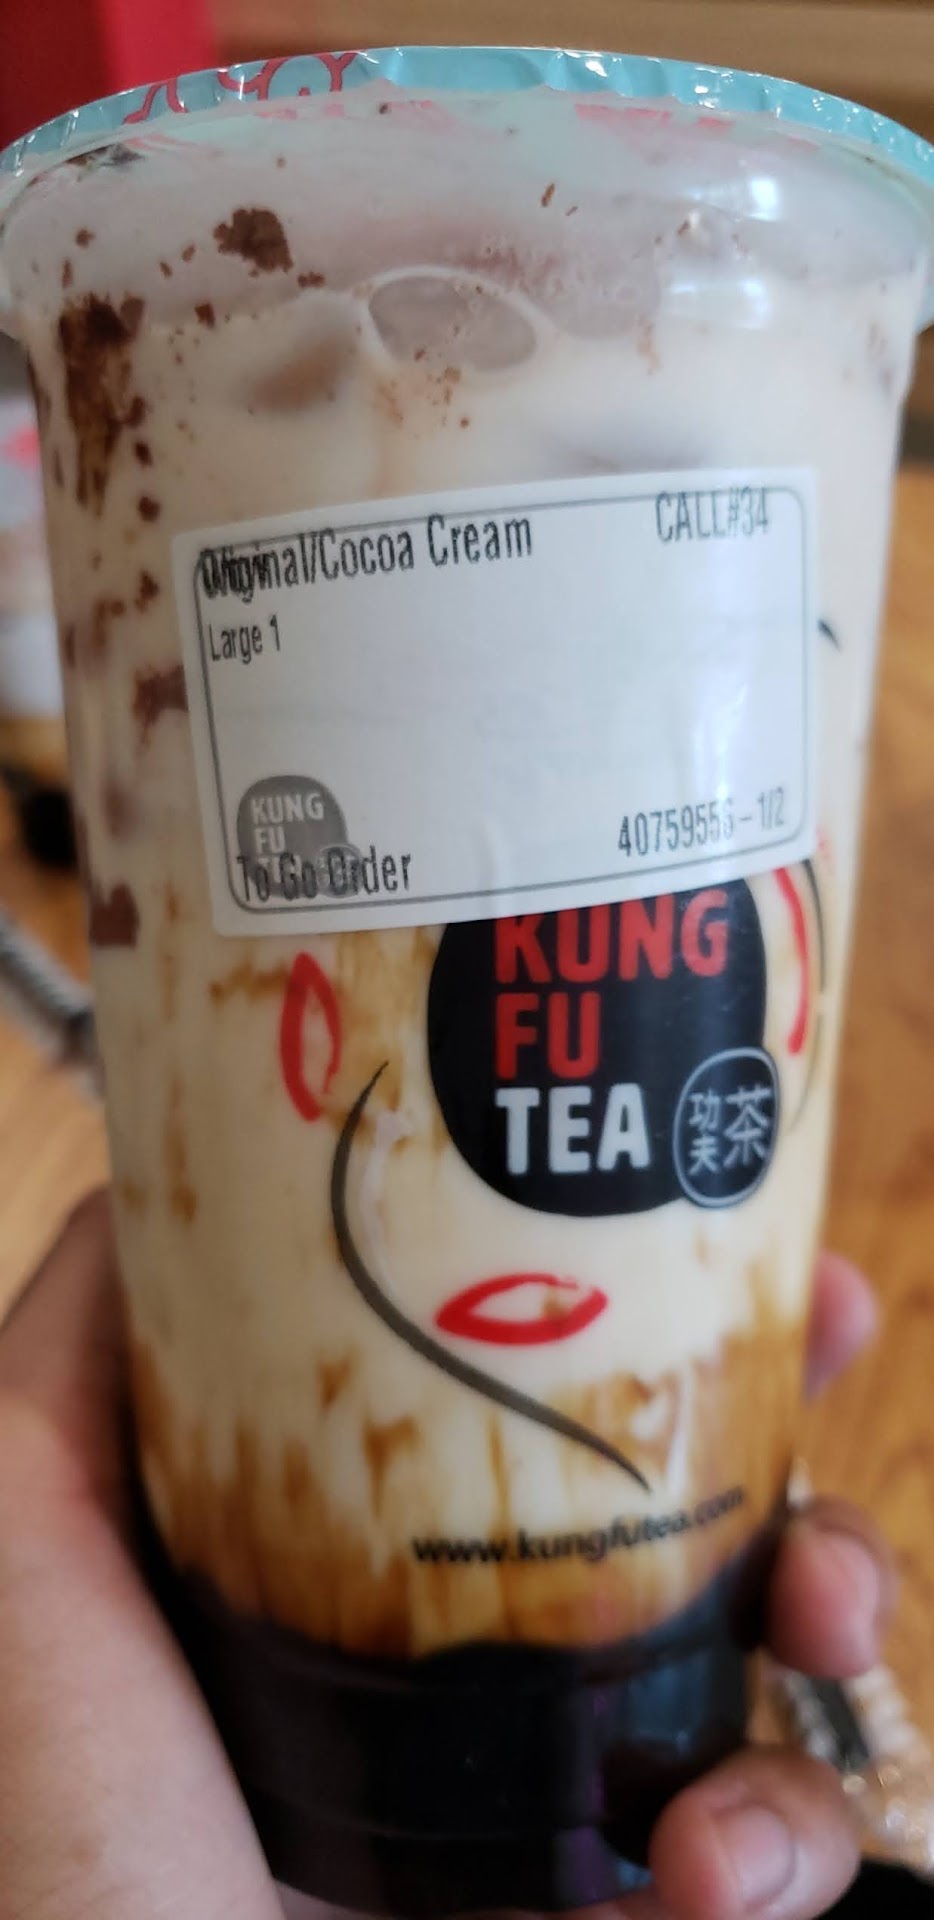 Original/Cocoa Cream
CALL#34
Large 1
KUNG
FU
To Go Order
40759556-1/2
KUNG
FU
TEA
功夫
茶
www.kungfutea.com